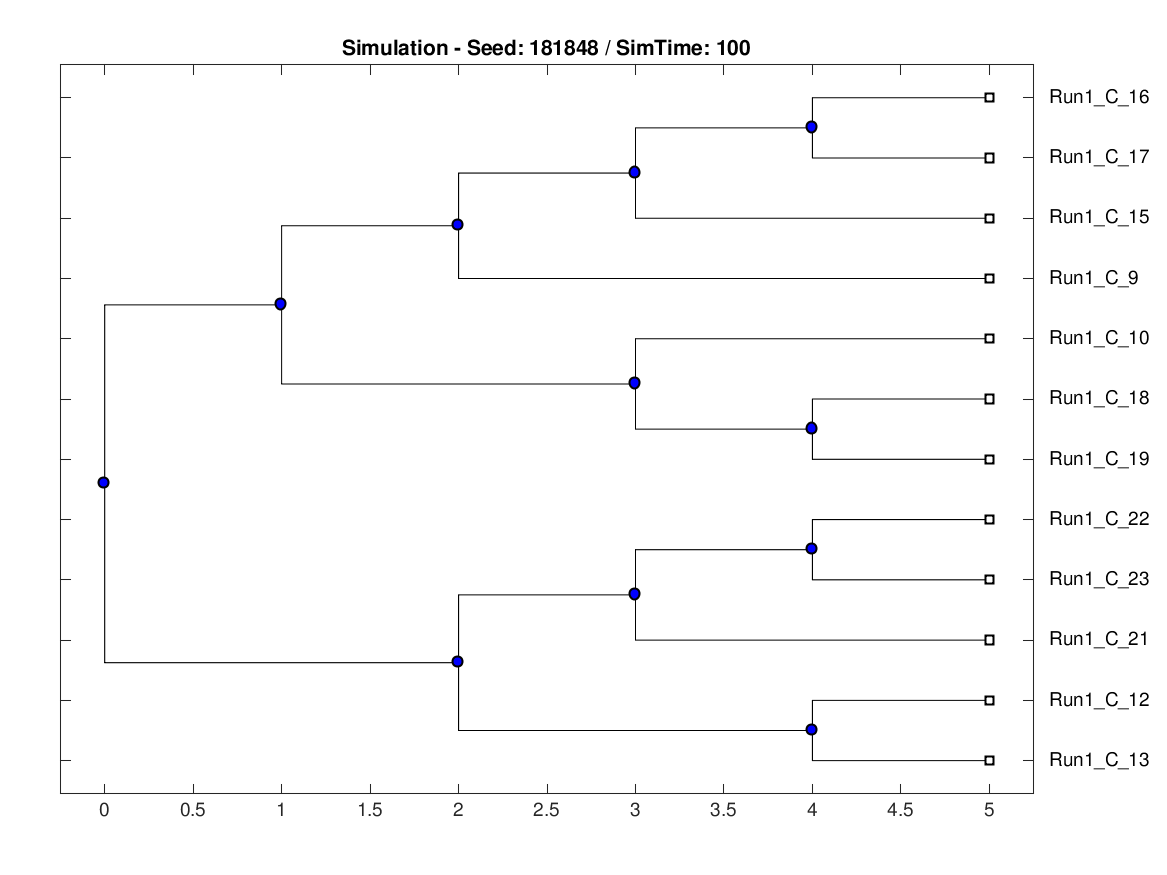 Simulation - Seed: 181848 / SimTime: 100
Run1_C_16
Run1_C_17
Run1_C_15
Run1_C_9
Run1_C_10
Run1_C_18
Run1_C_19
Run1_C_22
Run1_C_23
Run1_C_21
Run1_C_12
Run1_C_13
0 0.5 1 1.5 2 2.5 3 3.5 4 4.5 5